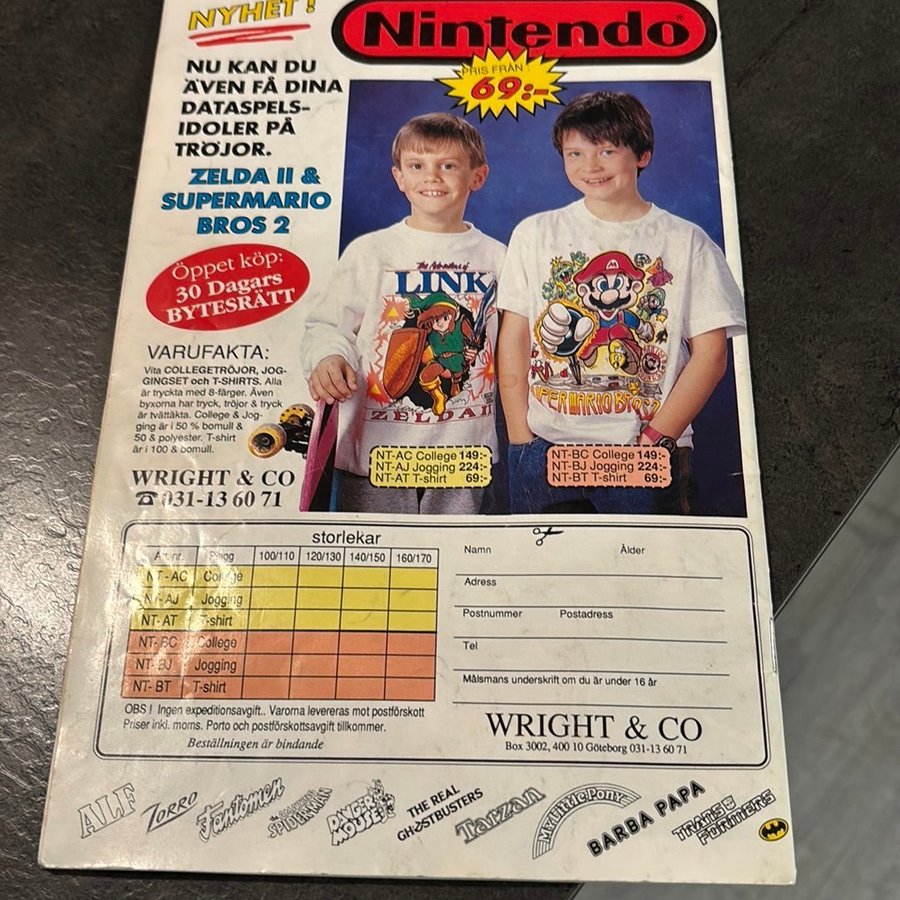 NYHET!
Nintendo®
PRIS FRÅN
69:-
NU KAN DU
ÄVEN FÅ DINA
DATASPELS-
IDOLER PÅ
TRÖJOR.
ZELDA II &
SUPERMARIO
BROS 2
Öppet köp:
30 Dagars
BYTESRÄTT
The Adventure of
LINK
ZELDA II
SUPER MARIO BROS 2
VARUFAKTA:
Vita COLLEGETRÖJOR, JOG-
GINGSET och T-SHIRTS. Alla
är tryckta med 8-färger. Även
byxorna har tryck, tröjor & tryck
är tvättäkta. College & Jog-
ging är i 50 % bomull &
50 & polyester. T-shirt
är i 100 & bomull.
WRIGHT & CO
☎ 031-13 60 71
NT-AC College 149:-
NT-AJ Jogging 224:-
NT-AT T-shirt 69:-
NT-BC College 149:-
NT-BJ Jogging 224:-
NT-BT T-shirt 69:-
storlekar
Art. nr. Plagg 100/110 120/130 140/150 160/170
NT - AC College
NT- AJ Jogging
NT- AT T-shirt
NT- BC College
NT- BJ Jogging
NT- BT T-shirt
OBS ! Ingen expeditionsavgift.. Varorna levereras mot postförskott
Priser inkl. moms. Porto och postförskottsavgift tillkommer.
Beställningen är bindande
Namn Ålder
Adress
Postnummer Postadress
Tel
Målsmans underskrift om du är under 16 år
WRIGHT & CO
Box 3002, 400 10 Göteborg 031-13 60 71
ALF
ZORRO
Fantomen
SPIDERMAN
DANGER MOUSE
THE REAL
GHOSTBUSTERS
Tarzan
My Little Pony
BARBA PAPA
TRANSFORMERS